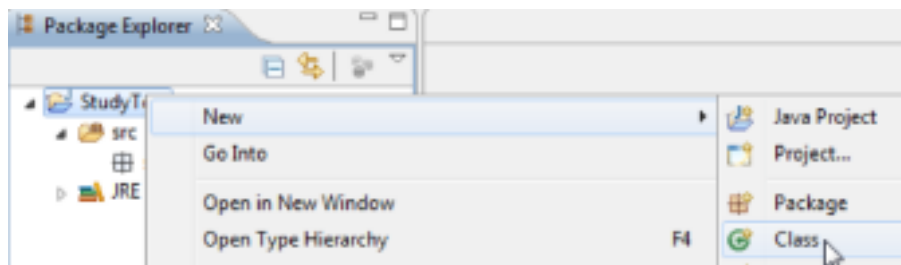 Package Explorer
StudyT
New
Java Project
src
Go Into
Project...
JRE
Open in New Window
Package
Open Type Hierarchy F4
Class